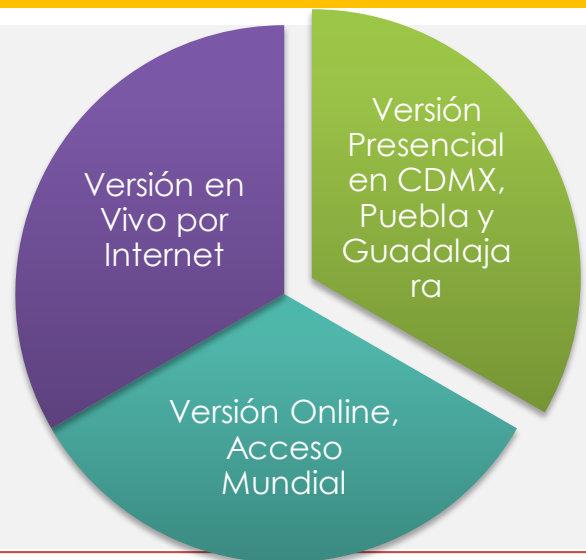 Versión en
Vivo por
Internet
Versión
Presencial
en CDMX,
Puebla y
Guadalaja
ra
Versión Online,
Acceso
Mundial